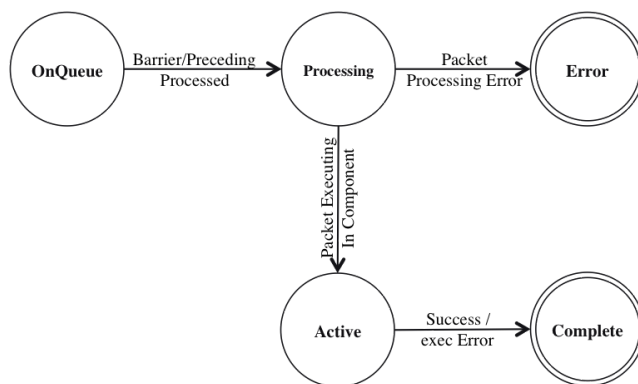 OnQueue
Barrier/Preceding
Processed
Processing
Packet
Processing Error
Error
Packet Executing
In Component
Active
Success /
exec Error
Complete